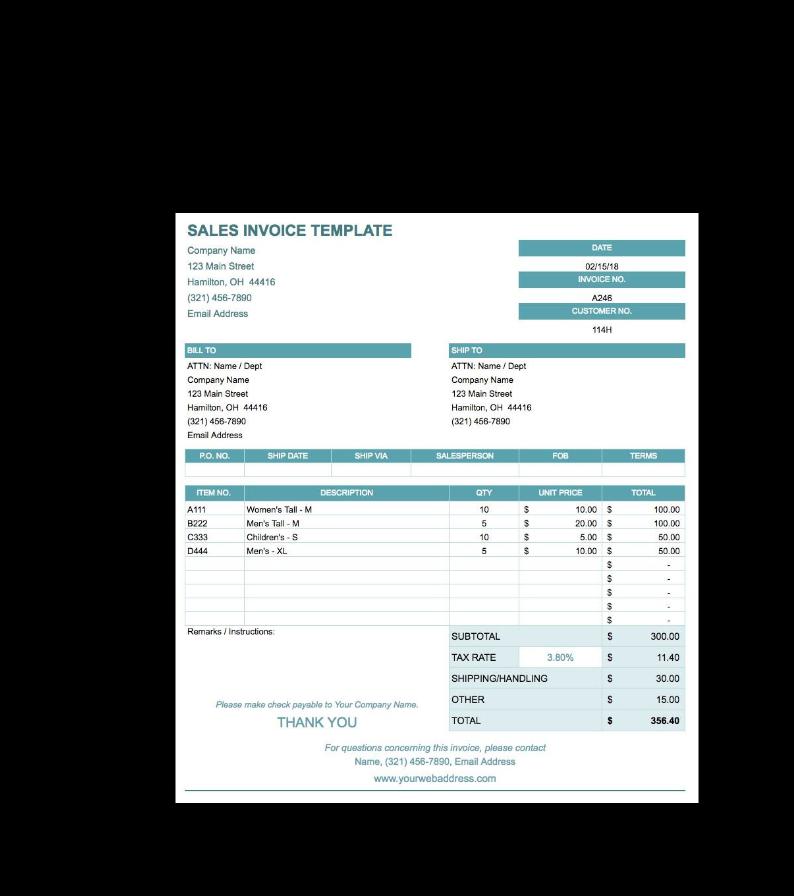 SALES INVOICE TEMPLATE
Company Name
123 Main Street
Hamilton, OH 44416
(321) 456-7890
Email Address
DATE
02/15/18
INVOICE NO.
A246
CUSTOMER NO.
114H
BILL TO
ATTN: Name / Dept
Company Name
123 Main Street
Hamilton, OH 44416
(321) 456-7890
Email Address
SHIP TO
ATTN: Name / Dept
Company Name
123 Main Street
Hamilton, OH 44416
(321) 456-7890
P.O. NO. SHIP DATE SHIP VIA SALESPERSON FOB TERMS
ITEM NO. DESCRIPTION QTY UNIT PRICE TOTAL
A111 Women's Tall - M 10 $ 10.00 $ 100.00
B222 Men's Tall - M 5 $ 20.00 $ 100.00
C333 Children's - S 10 $ 5.00 $ 50.00
D444 Men's - XL 5 $ 10.00 $ 50.00
$ -
$ -
$ -
$ -
$ -
Remarks / Instructions:
SUBTOTAL $ 300.00
TAX RATE 3.80% $ 11.40
SHIPPING/HANDLING $ 30.00
OTHER $ 15.00
TOTAL $ 356.40
Please make check payable to Your Company Name.
THANK YOU
For questions concerning this invoice, please contact
Name, (321) 456-7890, Email Address
www.yourwebaddress.com